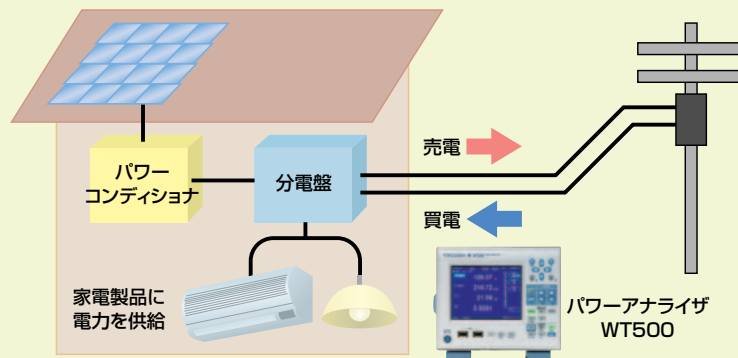 売電
パワー
コンディショナ
分電盤
買電
家電製品に
電力を供給
YOKOGAWA
パワーアナライザ
WT500